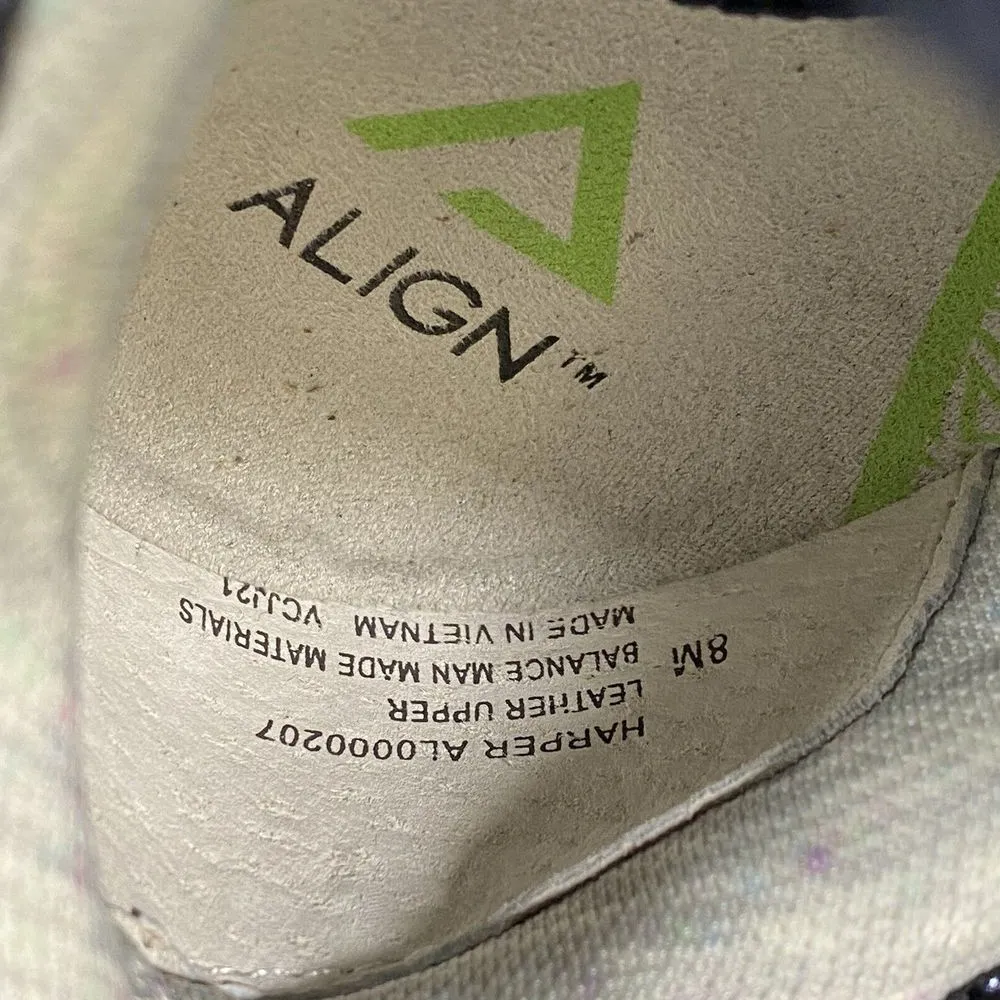 ALIGN™
HARPER AL0000207
LEATHER UPPER
8M BALANCE MAN MADE MATERIALS
MADE IN VIETNAM VCJJ21